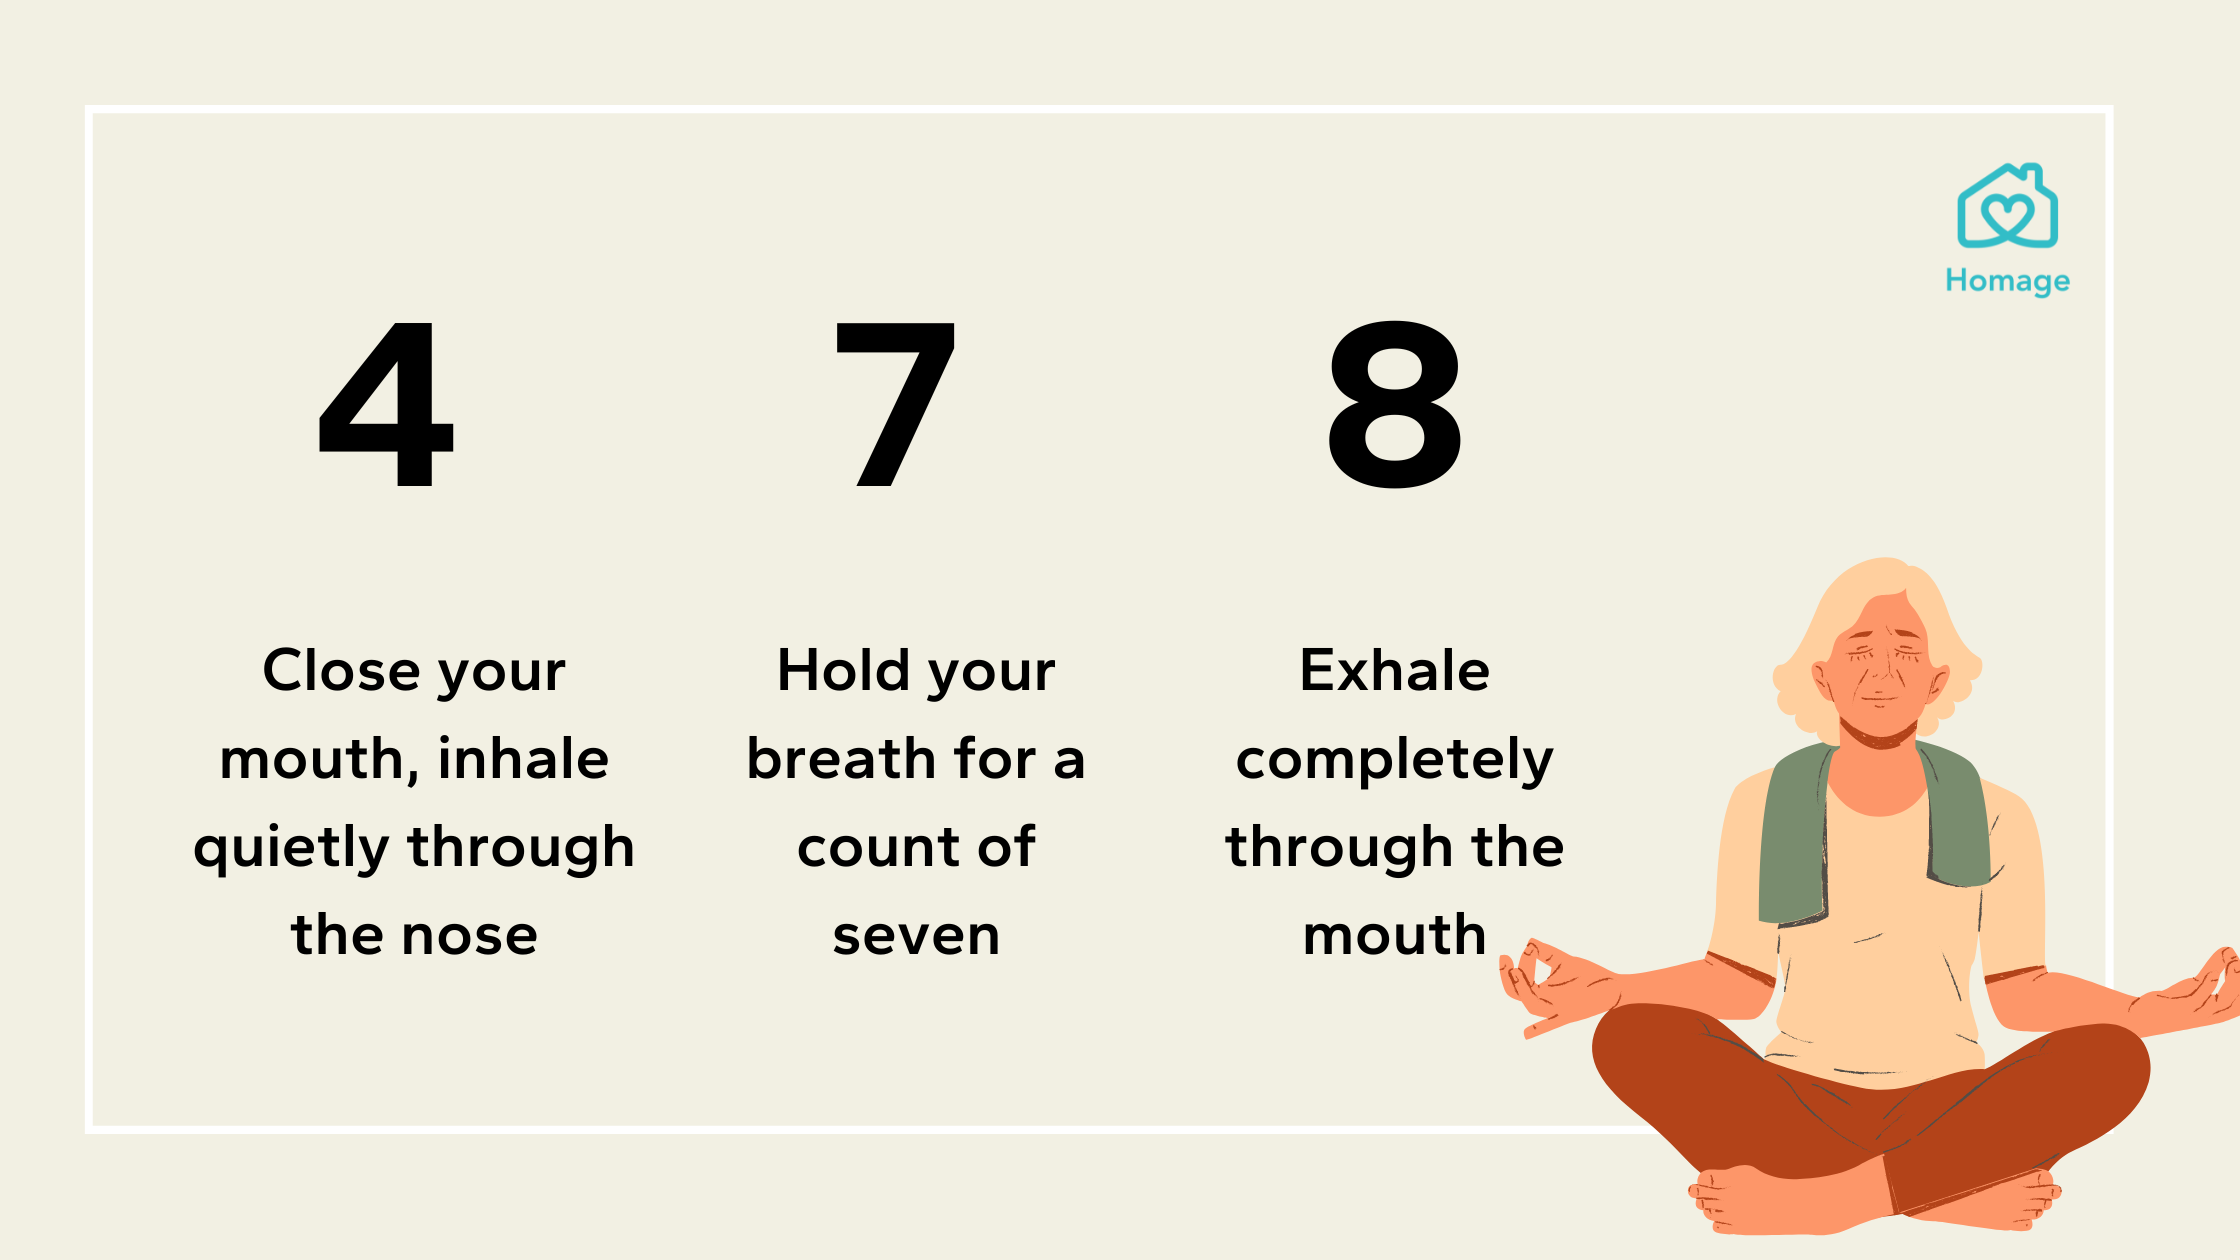 Homage
4
Close your
mouth, inhale
quietly through
the nose
7
Hold your
breath for a
count of
seven
8
Exhale
completely
through the
mouth